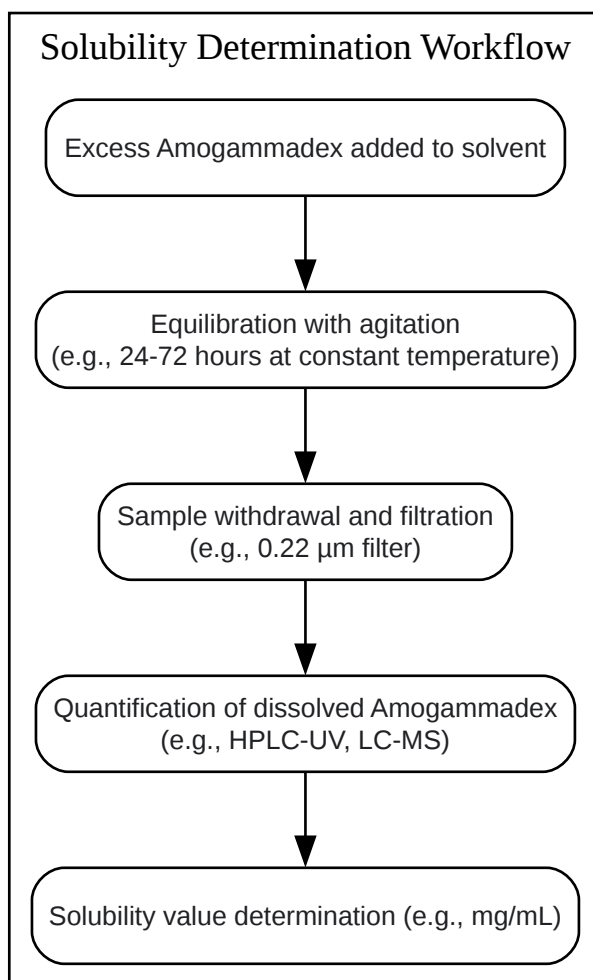 Solubility Determination Workflow
Excess Amogammadex added to solvent
Equilibration with agitation
(e.g., 24-72 hours at constant temperature)
Sample withdrawal and filtration
(e.g., 0.22 µm filter)
Quantification of dissolved Amogammadex
(e.g., HPLC-UV, LC-MS)
Solubility value determination (e.g., mg/mL)